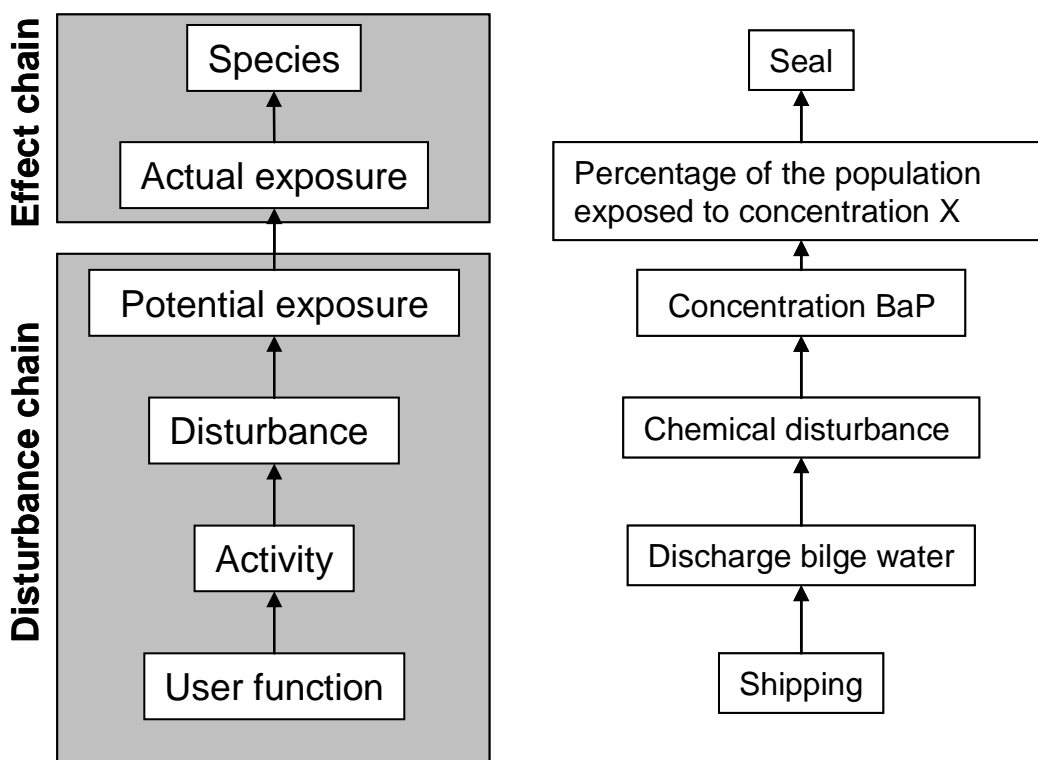 Effect chain
Species
Actual exposure
Disturbance chain
Potential exposure
Disturbance
Activity
User function
Seal
Percentage of the population
exposed to concentration X
Concentration BaP
Chemical disturbance
Discharge bilge water
Shipping